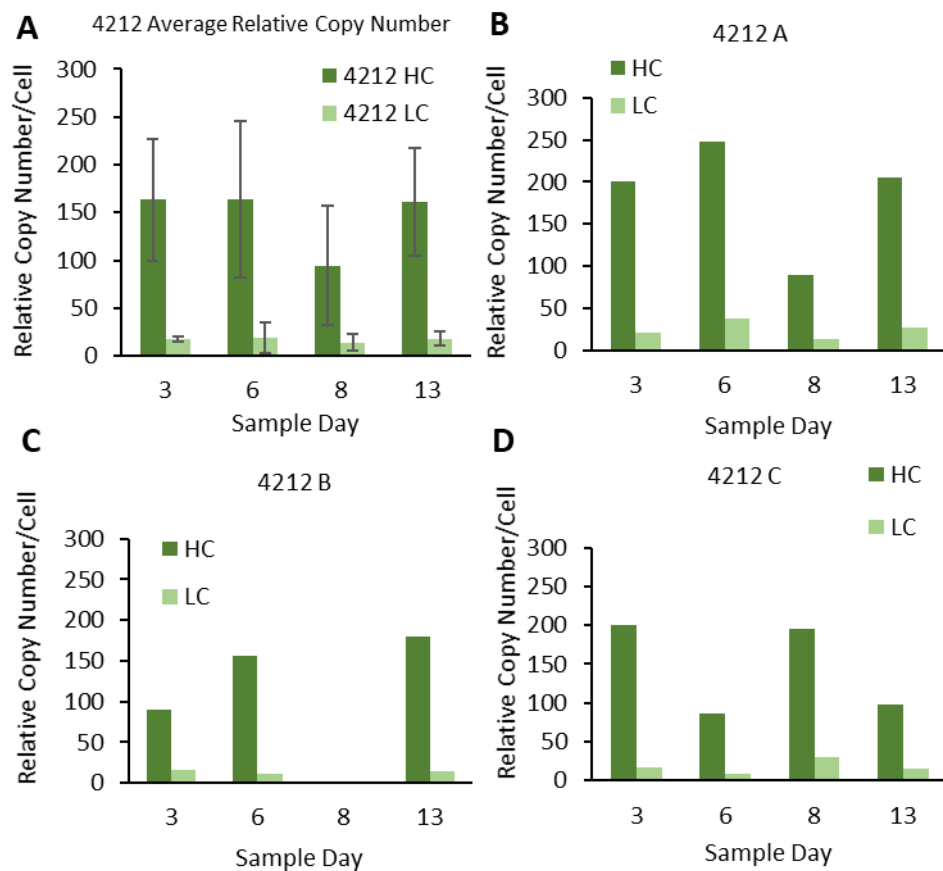 A
4212 Average Relative Copy Number
Relative Copy Number/Cell
300
250
200
150
100
50
0
4212 HC
4212 LC
3 6 8 13
Sample Day
B
4212 A
Relative Copy Number/Cell
HC
LC
300
250
200
150
100
50
0
3 6 8 13
Sample Day
C
4212 B
Relative Copy Number/Cell
300
250
200
150
100
50
0
HC
LC
3 6 8 13
Sample Day
D
4212 C
Relative Copy Number/Cell
HC
LC
300
250
200
150
100
50
0
3 6 8 13
Sample Day